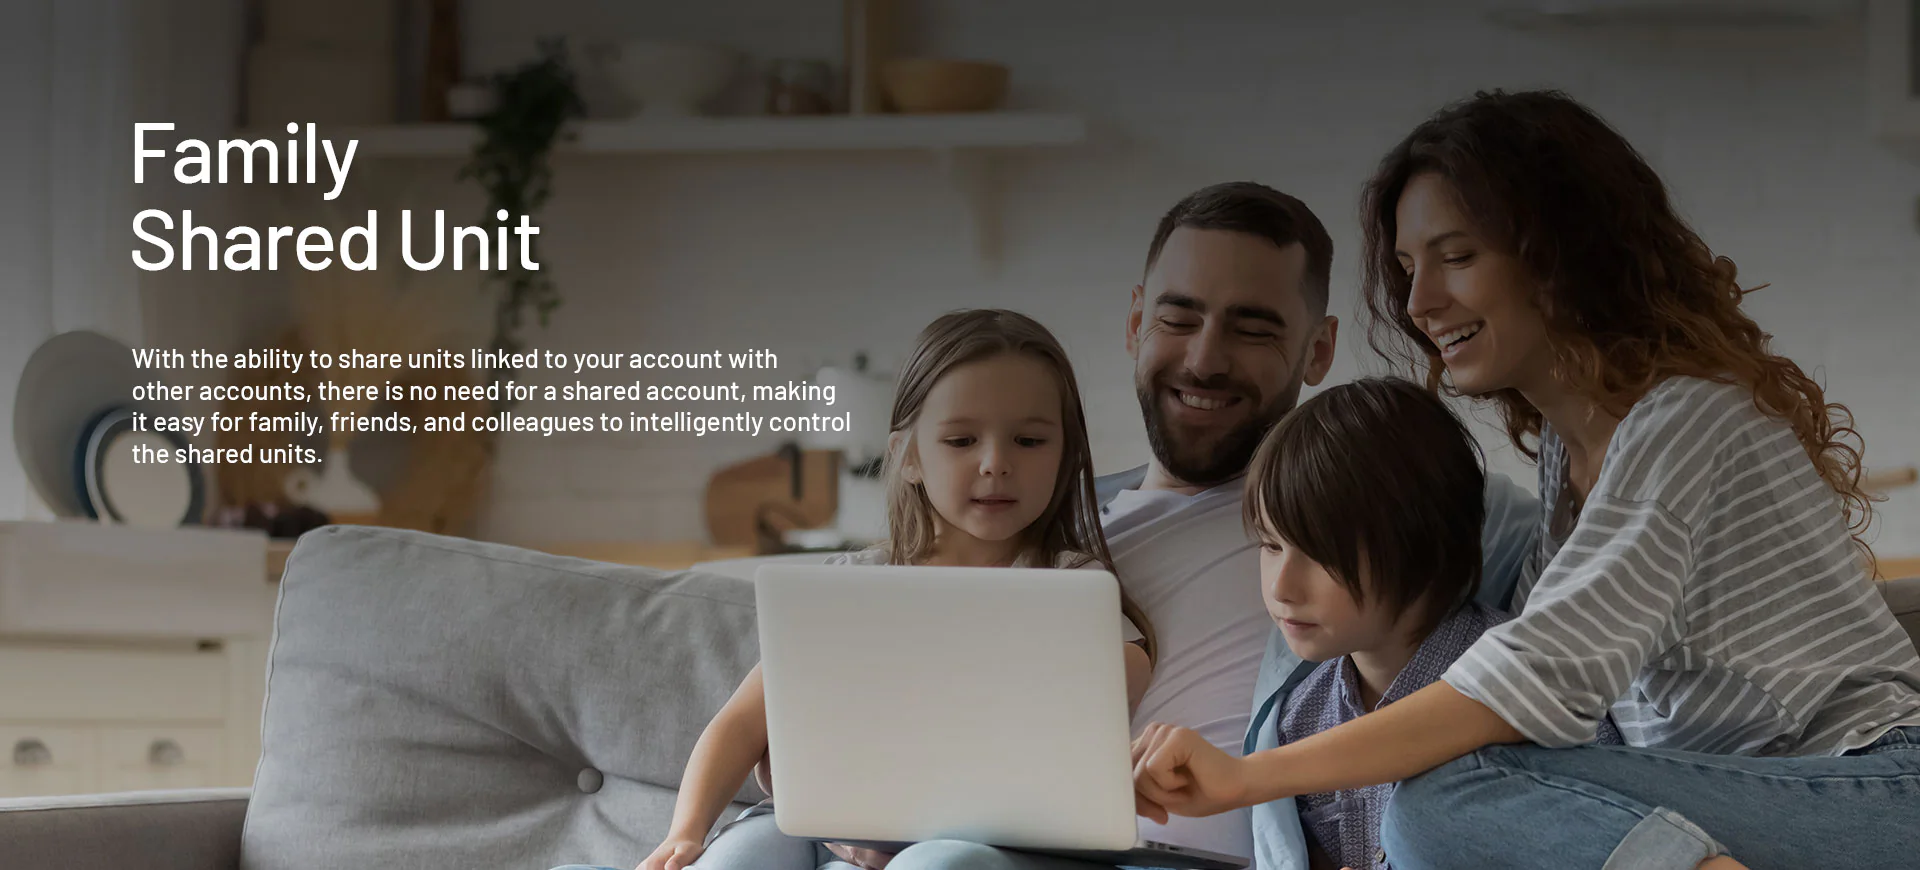 Family
Shared Unit
With the ability to share units linked to your account with
other accounts, there is no need for a shared account, making
it easy for family, friends, and colleagues to intelligently control
the shared units.